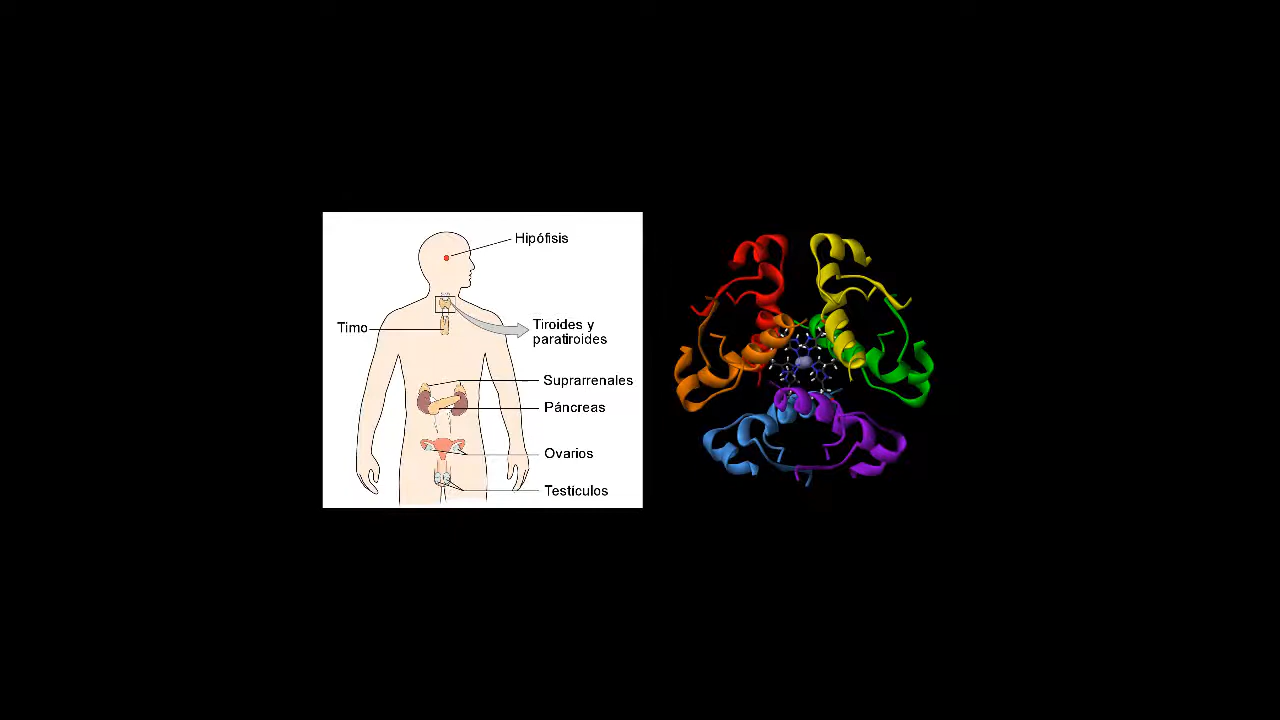 Hipófisis
Timo
Tiroides y
paratiroides
Suprarrenales
Páncreas
Ovarios
Testículos